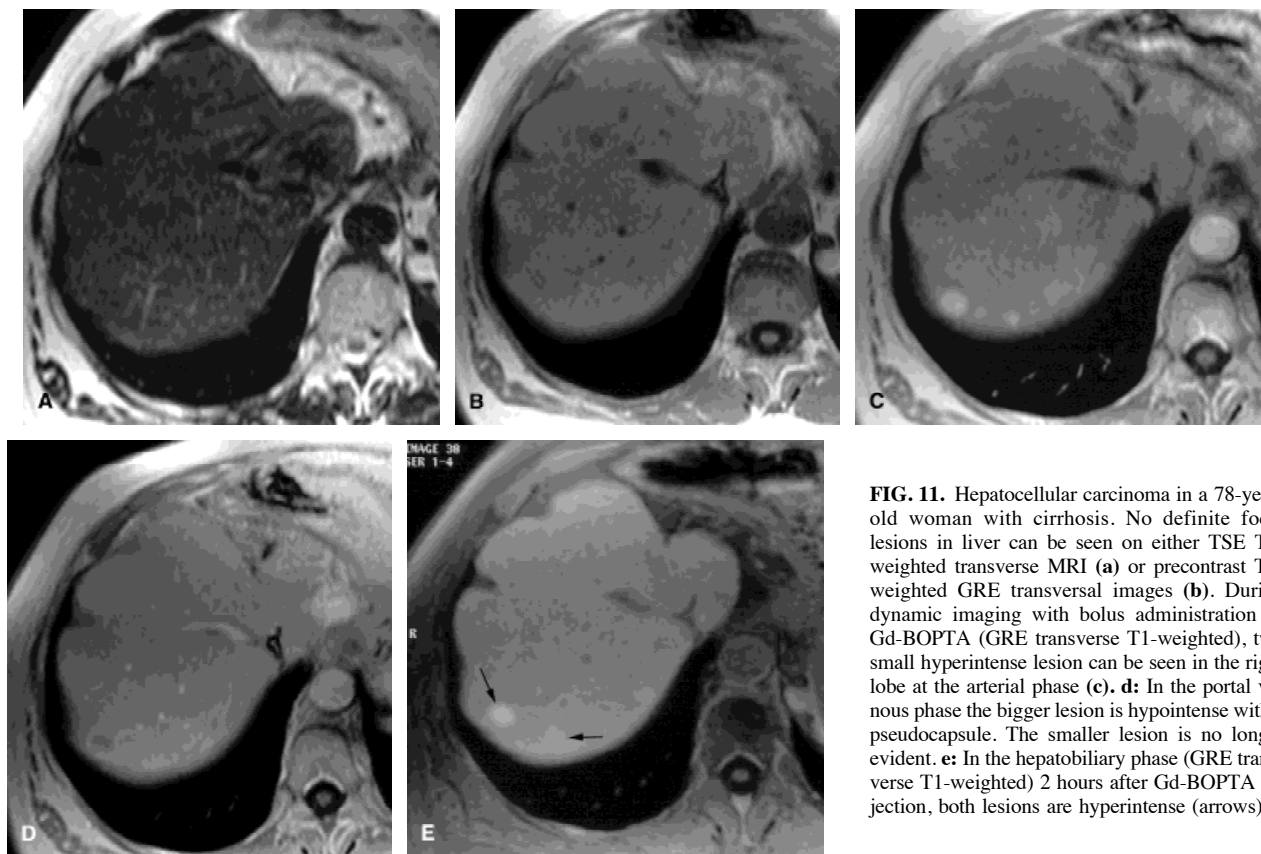 A
B
C
MAGE 38
SER 1-4
R
D
E
FIG. 11. Hepatocellular carcinoma in a 78-ye
old woman with cirrhosis. No definite foc
lesions in liver can be seen on either TSE T
weighted transverse MRI (a) or precontrast T
weighted GRE transversal images (b). Duri
dynamic imaging with bolus administration
Gd-BOPTA (GRE transverse T1-weighted), tw
small hyperintense lesion can be seen in the rig
lobe at the arterial phase (c). d: In the portal v
nous phase the bigger lesion is hypointense with
pseudocapsule. The smaller lesion is no long
evident. e: In the hepatobiliary phase (GRE tran
verse T1-weighted) 2 hours after Gd-BOPTA
jection, both lesions are hyperintense (arrows)